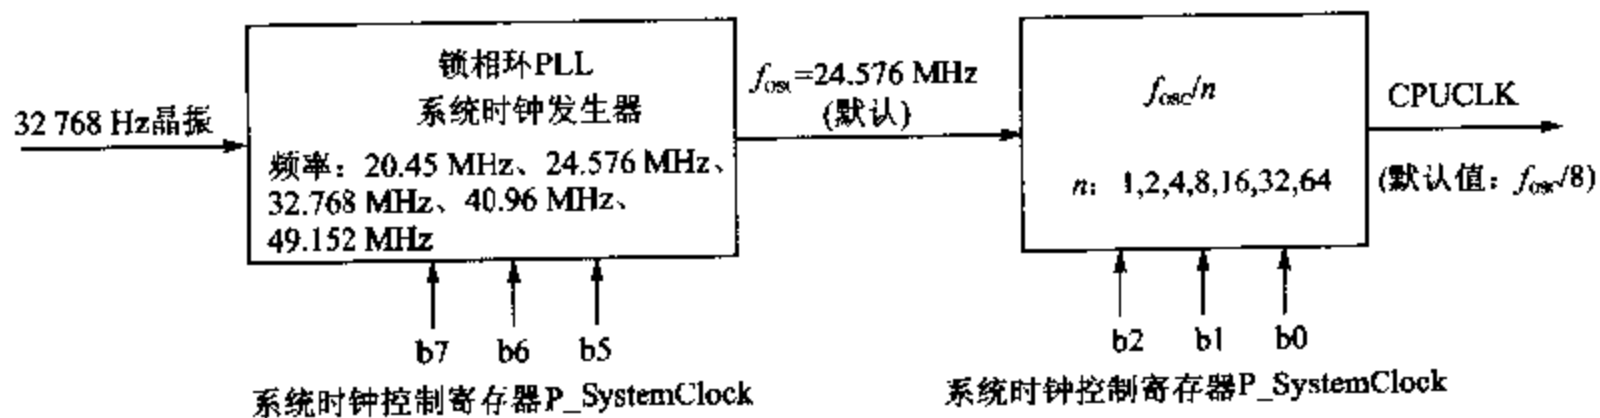 32 768 Hz晶振
锁相环PLL
系统时钟发生器
频率：20.45 MHz、24.576 MHz、
32.768 MHz、40.96 MHz、
49.152 MHz
fosc=24.576 MHz
(默认)
fosc/n
n： 1,2,4,8,16,32,64
CPUCLK
(默认值：fosc/8)
b7 b6 b5
系统时钟控制寄存器P_SystemClock
b2 b1 b0
系统时钟控制寄存器P_SystemClock